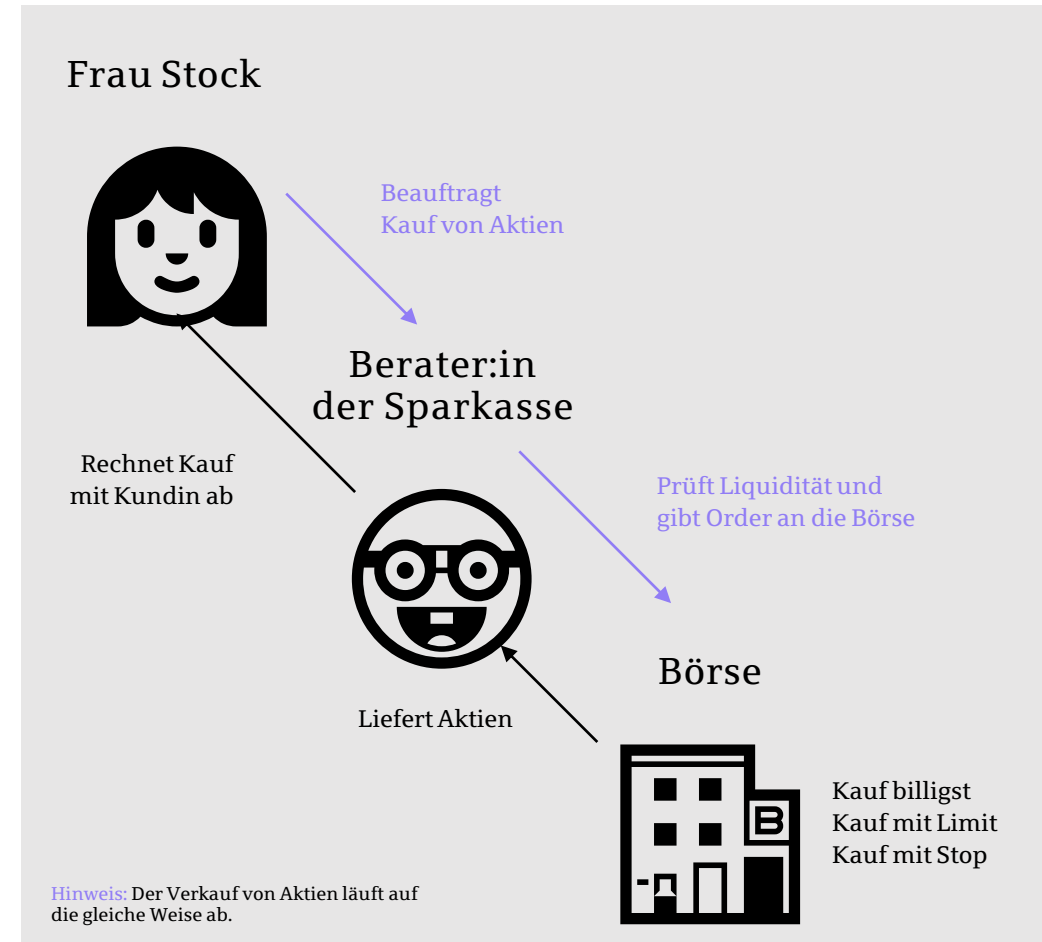 Frau Stock
Beauftragt
Kauf von Aktien
Berater:in
der Sparkasse
Rechnet Kauf
mit Kundin ab
Prüft Liquidität und
gibt Order an die Börse
Börse
Liefert Aktien
B
Kauf billigst
Kauf mit Limit
Kauf mit Stop
Hinweis: Der Verkauf von Aktien läuft auf
die gleiche Weise ab.